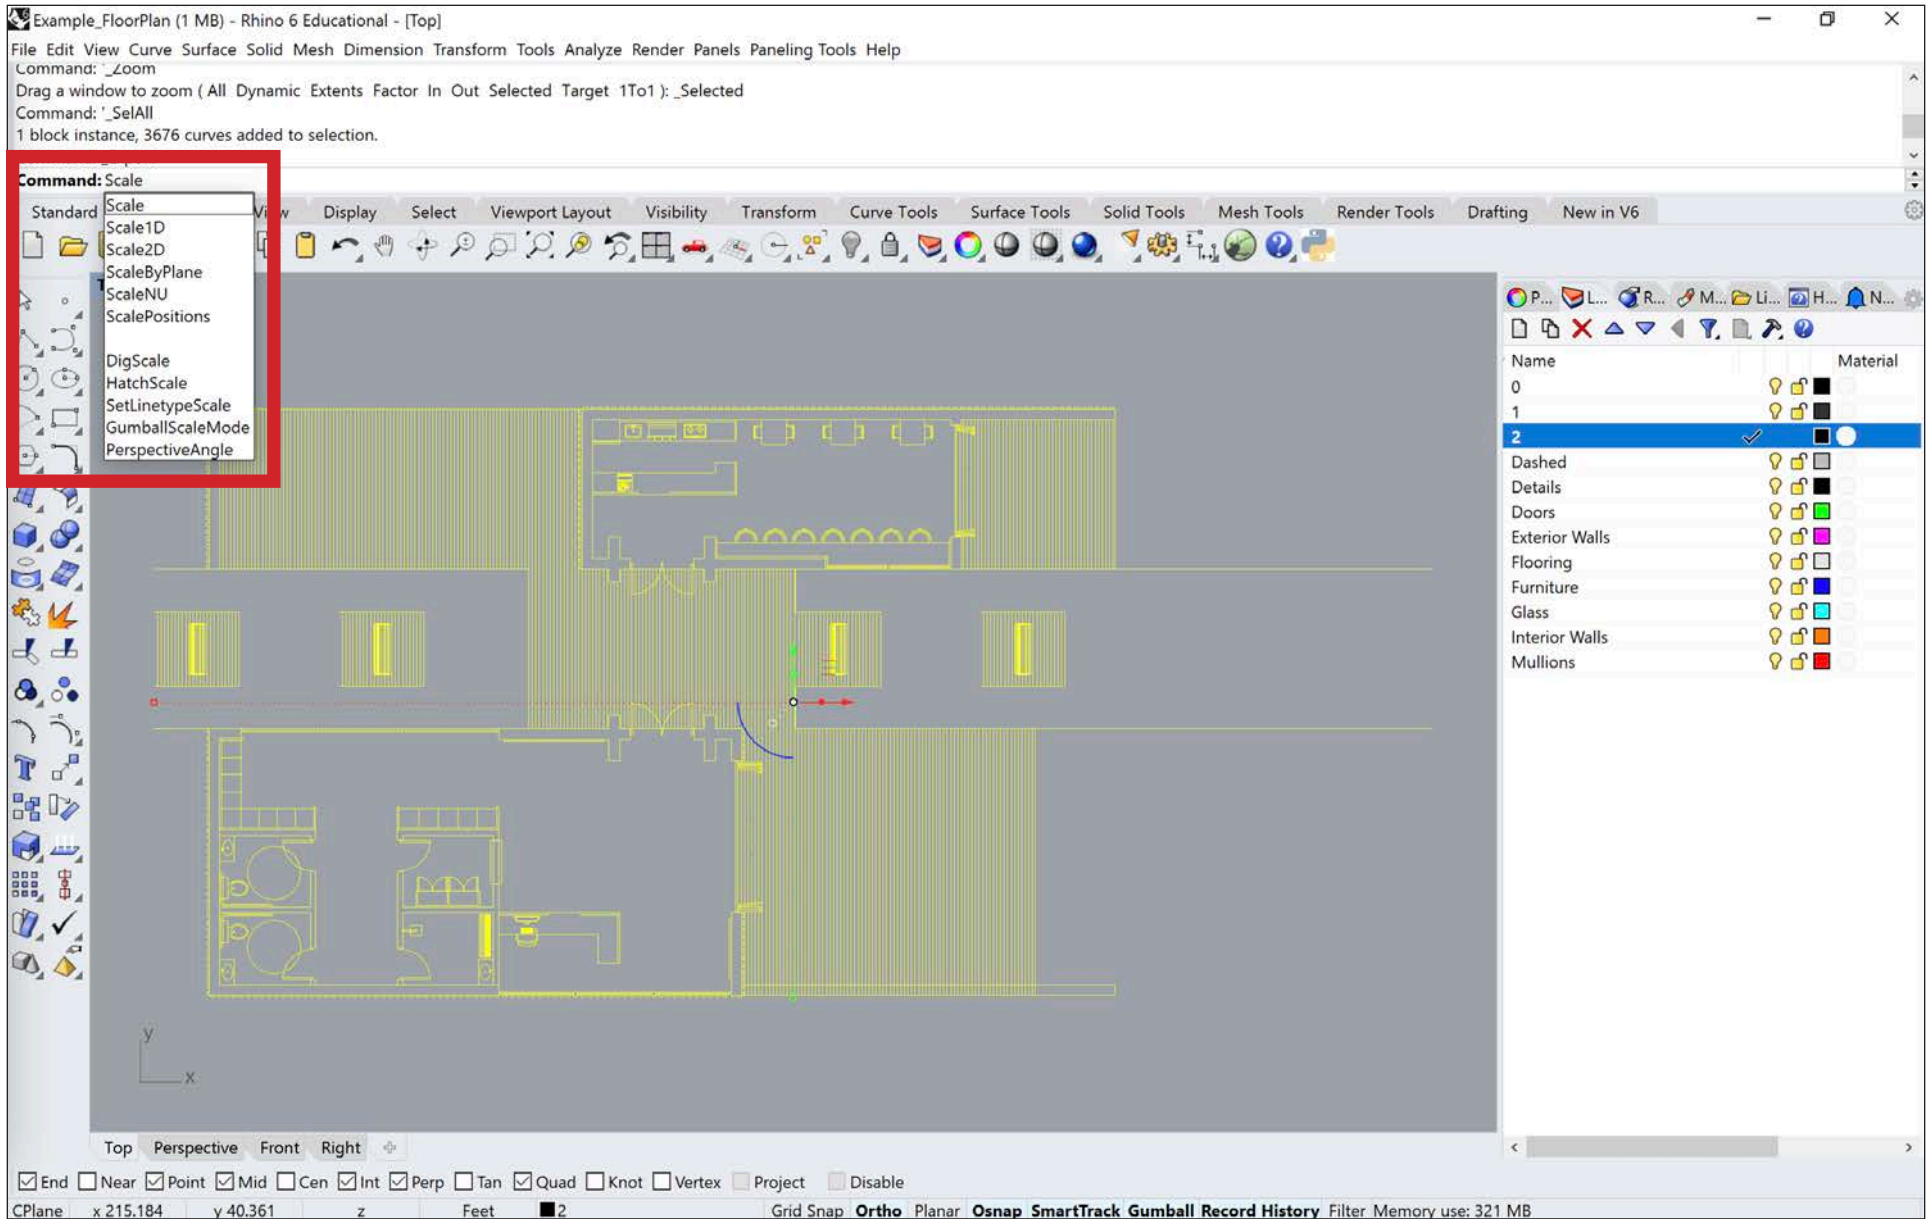 Example_FloorPlan (1 MB) - Rhino 6 Educational - [Top]
File Edit View Curve Surface Solid Mesh Dimension Transform Tools Analyze Render Panels Paneling Tools Help
Command: '_Zoom
Drag a window to zoom ( All Dynamic Extents Factor In Out Selected Target 1To1 ): _Selected
Command: '_SelAll
1 block instance, 3676 curves added to selection.
Command: Scale
Scale
Scale1D
Scale2D
ScaleByPlane
ScaleNU
ScalePositions
DigScale
HatchScale
SetLinetypeScale
GumballScaleMode
PerspectiveAngle
Standard View Display Select Viewport Layout Visibility Transform Curve Tools Surface Tools Solid Tools Mesh Tools Render Tools Drafting New in V6
P... L... R... M... Li... H... N...
Name Material
0
1
2
Dashed
Details
Doors
Exterior Walls
Flooring
Furniture
Glass
Interior Walls
Mullions
y
x
Top Perspective Front Right
End Near Point Mid Cen Int Perp Tan Quad Knot Vertex Project Disable
CPlane x 215.184 y 40.361 z Feet 2 Grid Snap Ortho Planar Osnap SmartTrack Gumball Record History Filter Memory use: 321 MB